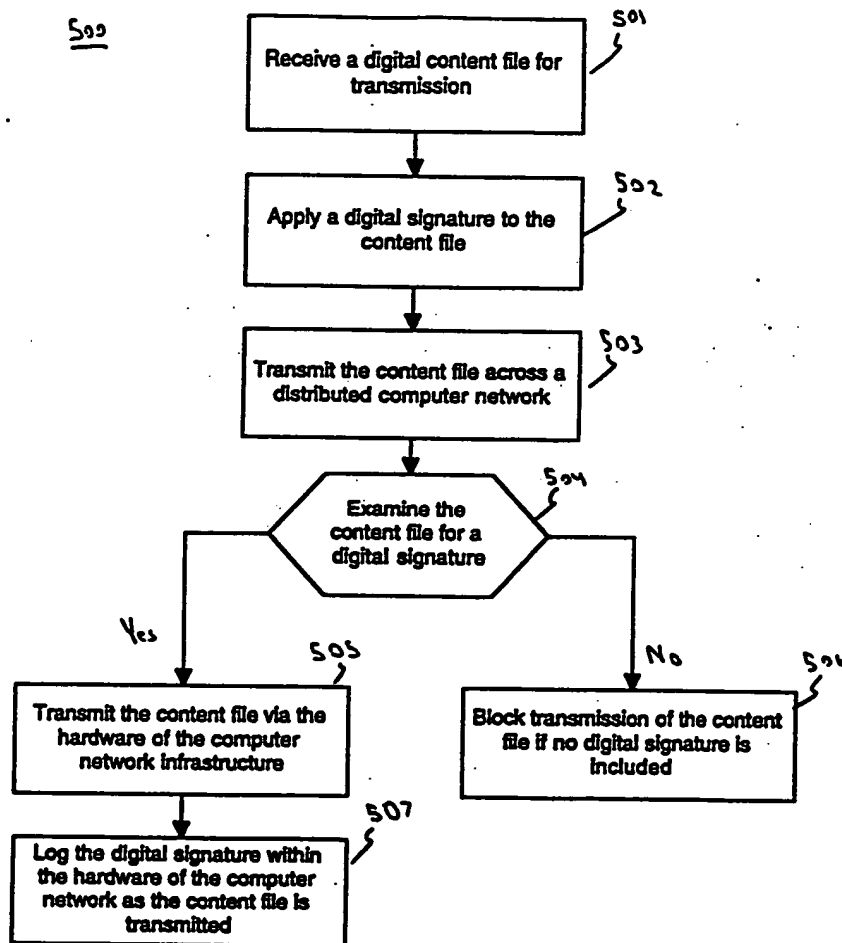 500
501
Receive a digital content file for
transmission
502
Apply a digital signature to the
content file
503
Transmit the content file across a
distributed computer network
504
Examine the
content file for a
digital signature
Yes
No
505
Transmit the content file via the
hardware of the computer
network infrastructure
506
Block transmission of the content
file if no digital signature is
included
507
Log the digital signature within
the hardware of the computer
network as the content file is
transmitted